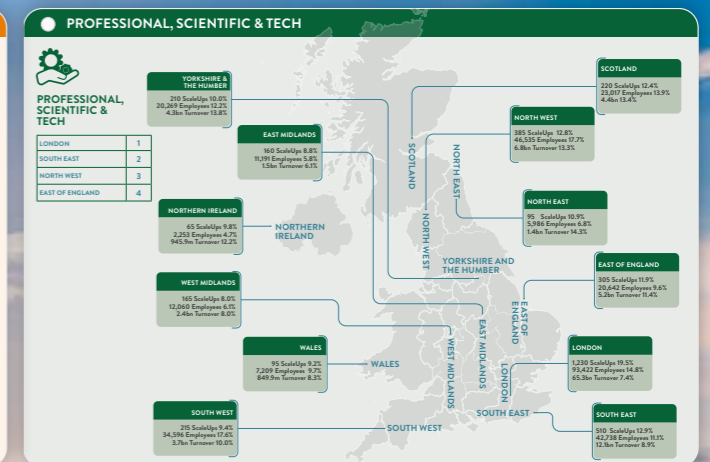 PROFESSIONAL, SCIENTIFIC & TECH
PROFESSIONAL,
SCIENTIFIC &
TECH
LONDON 1
SOUTH EAST 2
NORTH WEST 3
EAST OF ENGLAND 4
YORKSHIRE &
THE HUMBER
210 ScaleUps 10.0%
20,269 Employees 12.2%
4.3bn Turnover 13.8%
EAST MIDLANDS
160 ScaleUps 8.8%
11,191 Employees 5.8%
1.5bn Turnover 6.1%
NORTHERN IRELAND
65 ScaleUps 9.8%
2,253 Employees 4.7%
945.9m Turnover 12.2%
WEST MIDLANDS
165 ScaleUps 8.0%
12,060 Employees 6.1%
2.4bn Turnover 8.0%
WALES
95 ScaleUps 9.2%
7,209 Employees 9.7%
849.9m Turnover 8.3%
SOUTH WEST
215 ScaleUps 9.4%
34,596 Employees 17.6%
3.7bn Turnover 10.0%
SCOTLAND
NORTH EAST
NORTH WEST
NORTHERN
IRELAND
YORKSHIRE AND
THE HUMBER
EAST OF
ENGLAND
EAST MIDLANDS
WEST MIDLANDS
LONDON
WALES
SOUTH EAST
SOUTH WEST
SCOTLAND
220 ScaleUps 12.4%
23,017 Employees 13.9%
4.4bn 13.4%
NORTH WEST
385 ScaleUps 12.8%
46,535 Employees 17.7%
6.8bn Turnover 13.3%
NORTH EAST
95 ScaleUps 10.9%
5,986 Employees 6.8%
1.4bn Turnover 14.3%
EAST OF ENGLAND
305 ScaleUps 11.9%
20,642 Employees 9.6%
5.2bn Turnover 11.4%
LONDON
1,230 ScaleUps 19.5%
93,422 Employees 14.8%
65.3bn Turnover 7.4%
SOUTH EAST
510 ScaleUps 12.9%
42,738 Employees 11.1%
12.1bn Turnover 8.9%